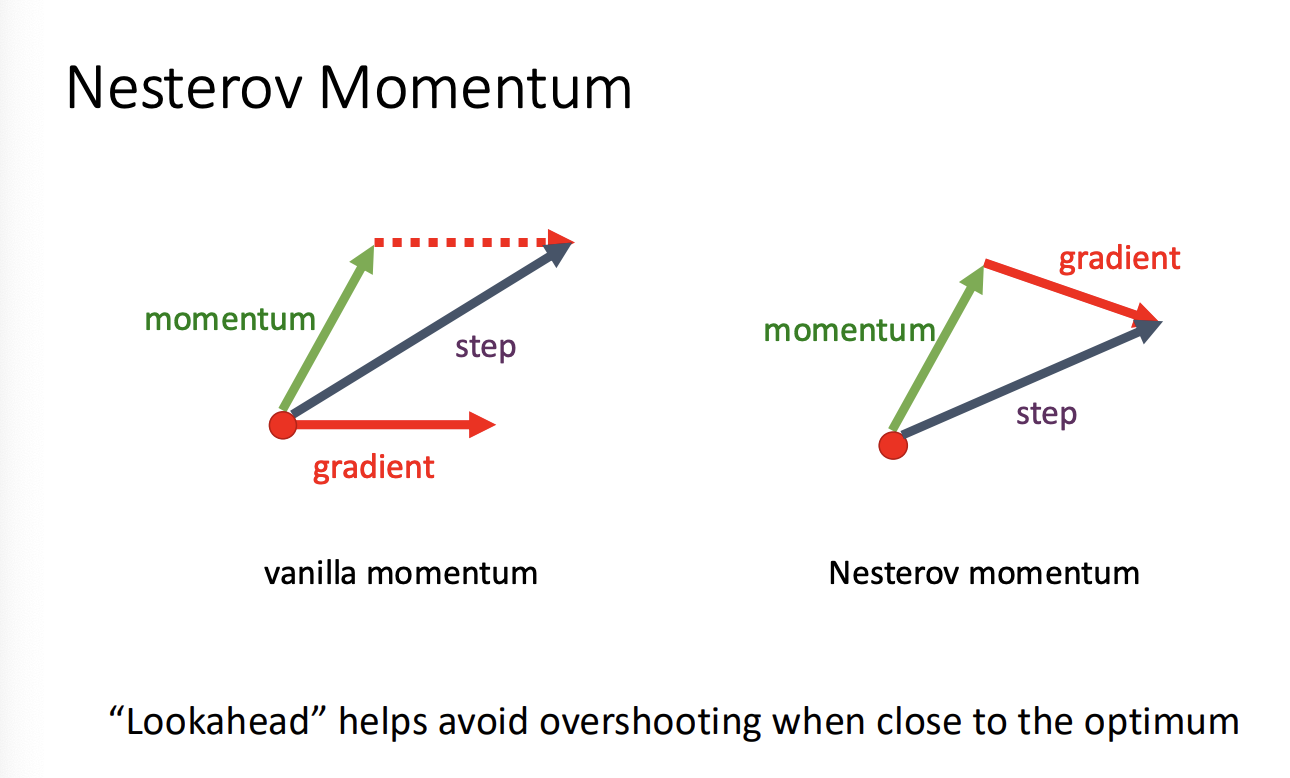 Nesterov Momentum
momentum
step
gradient
vanilla momentum
gradient
momentum
step
Nesterov momentum
“Lookahead” helps avoid overshooting when close to the optimum